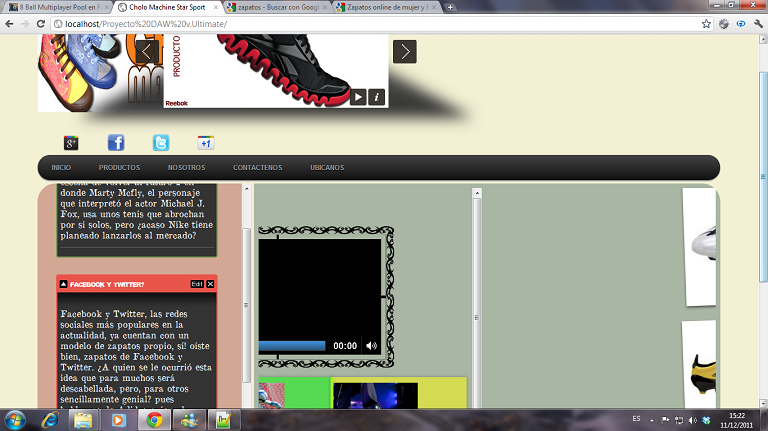 8 Ball Multiplayer Pool en
Cholo Machine Star Sport
zapatos - Buscar con Google
Zapatos online de mujer y
localhost/Proyecto%20DAW%20v.Ultimate/
PRODUCTO
Reebok
g+
+1
INICIO
PRODUCTOS
NOSOTROS
CONTACTENOS
UBICANOS
donde Marty Mcfly, el personaje
que interpretó el actor Michael J.
Fox, usa unos tenis que abrochan
por si solos, pero ¿acaso Nike tiene
planeado lanzarlos al mercado?
FACEBOOK Y TWITTER?
Edit
Facebook y Twitter, las redes
sociales más populares en la
actualidad, ya cuentan con un
modelo de zapatos propio, sí! oíste
bien, zapatos de Facebook y
Twitter. ¿A quien se le ocurrió esta
idea que para muchos será
descabellada, pero, para otros
sencillamente genial? pues
00:00
ES
15:22
11/12/2011